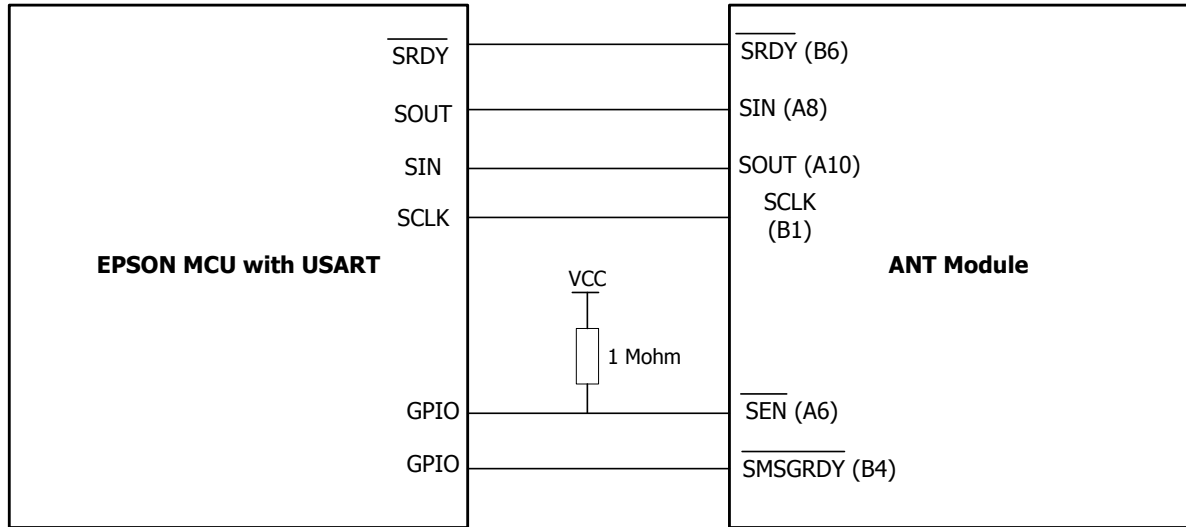 SRDY
SOUT
SIN
SCLK
EPSON MCU with USART
GPIO
GPIO
VCC
1 Mohm
SRDY (B6)
SIN (A8)
SOUT (A10)
SCLK
(B1)
ANT Module
SEN (A6)
SMSGRDY (B4)